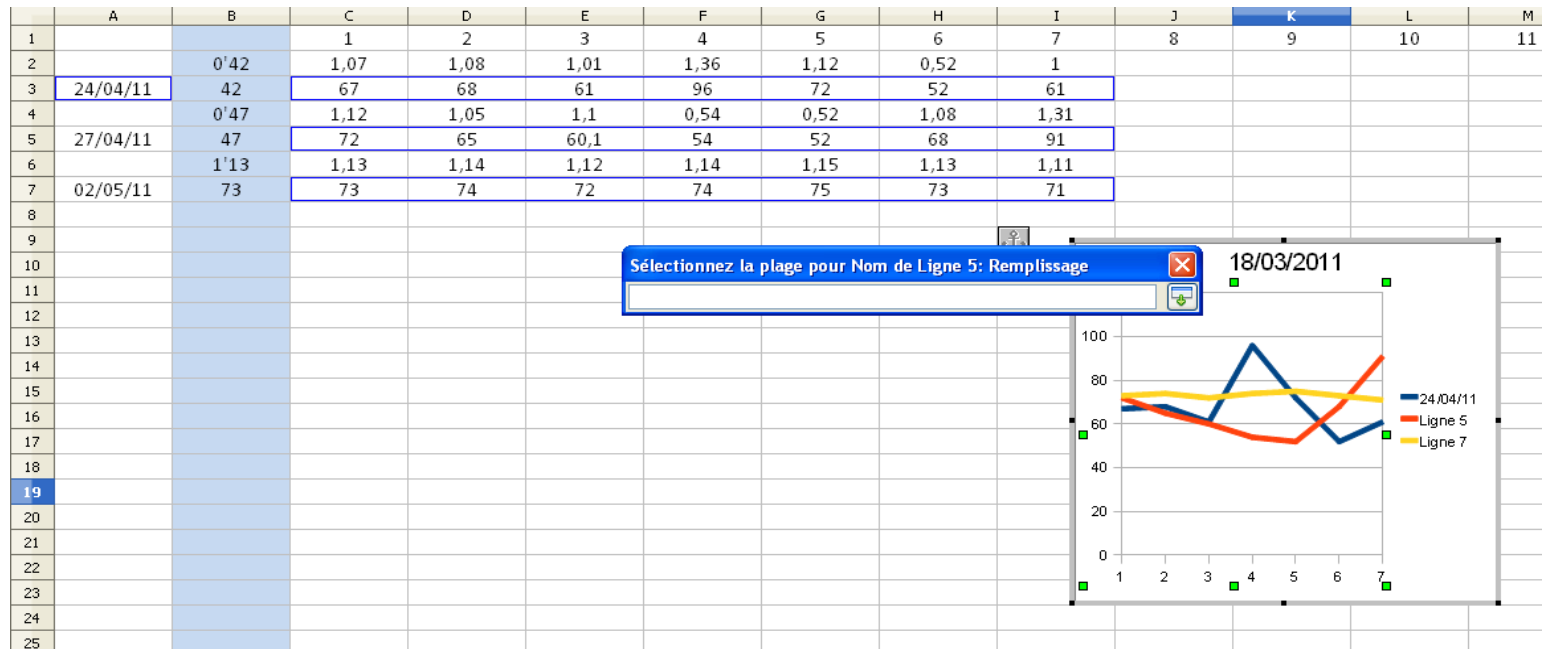 A B C D E F G H I J K L M
1 1 2 3 4 5 6 7 8 9 10 11
2 0'42 1,07 1,08 1,01 1,36 1,12 0,52 1
3 24/04/11 42 67 68 61 96 72 52 61
4 0'47 1,12 1,05 1,1 0,54 0,52 1,08 1,31
5 27/04/11 47 72 65 60,1 54 52 68 91
6 1'13 1,13 1,14 1,12 1,14 1,15 1,13 1,11
7 02/05/11 73 73 74 72 74 75 73 71
8
9
10
11
12
13
14
15
16
17
18
19
20
21
22
23
24
25
Sélectionnez la plage pour Nom de Ligne 5: Remplissage
18/03/2011
100
80
60
40
20
0
1 2 3 4 5 6 7
24/04/11
Ligne 5
Ligne 7